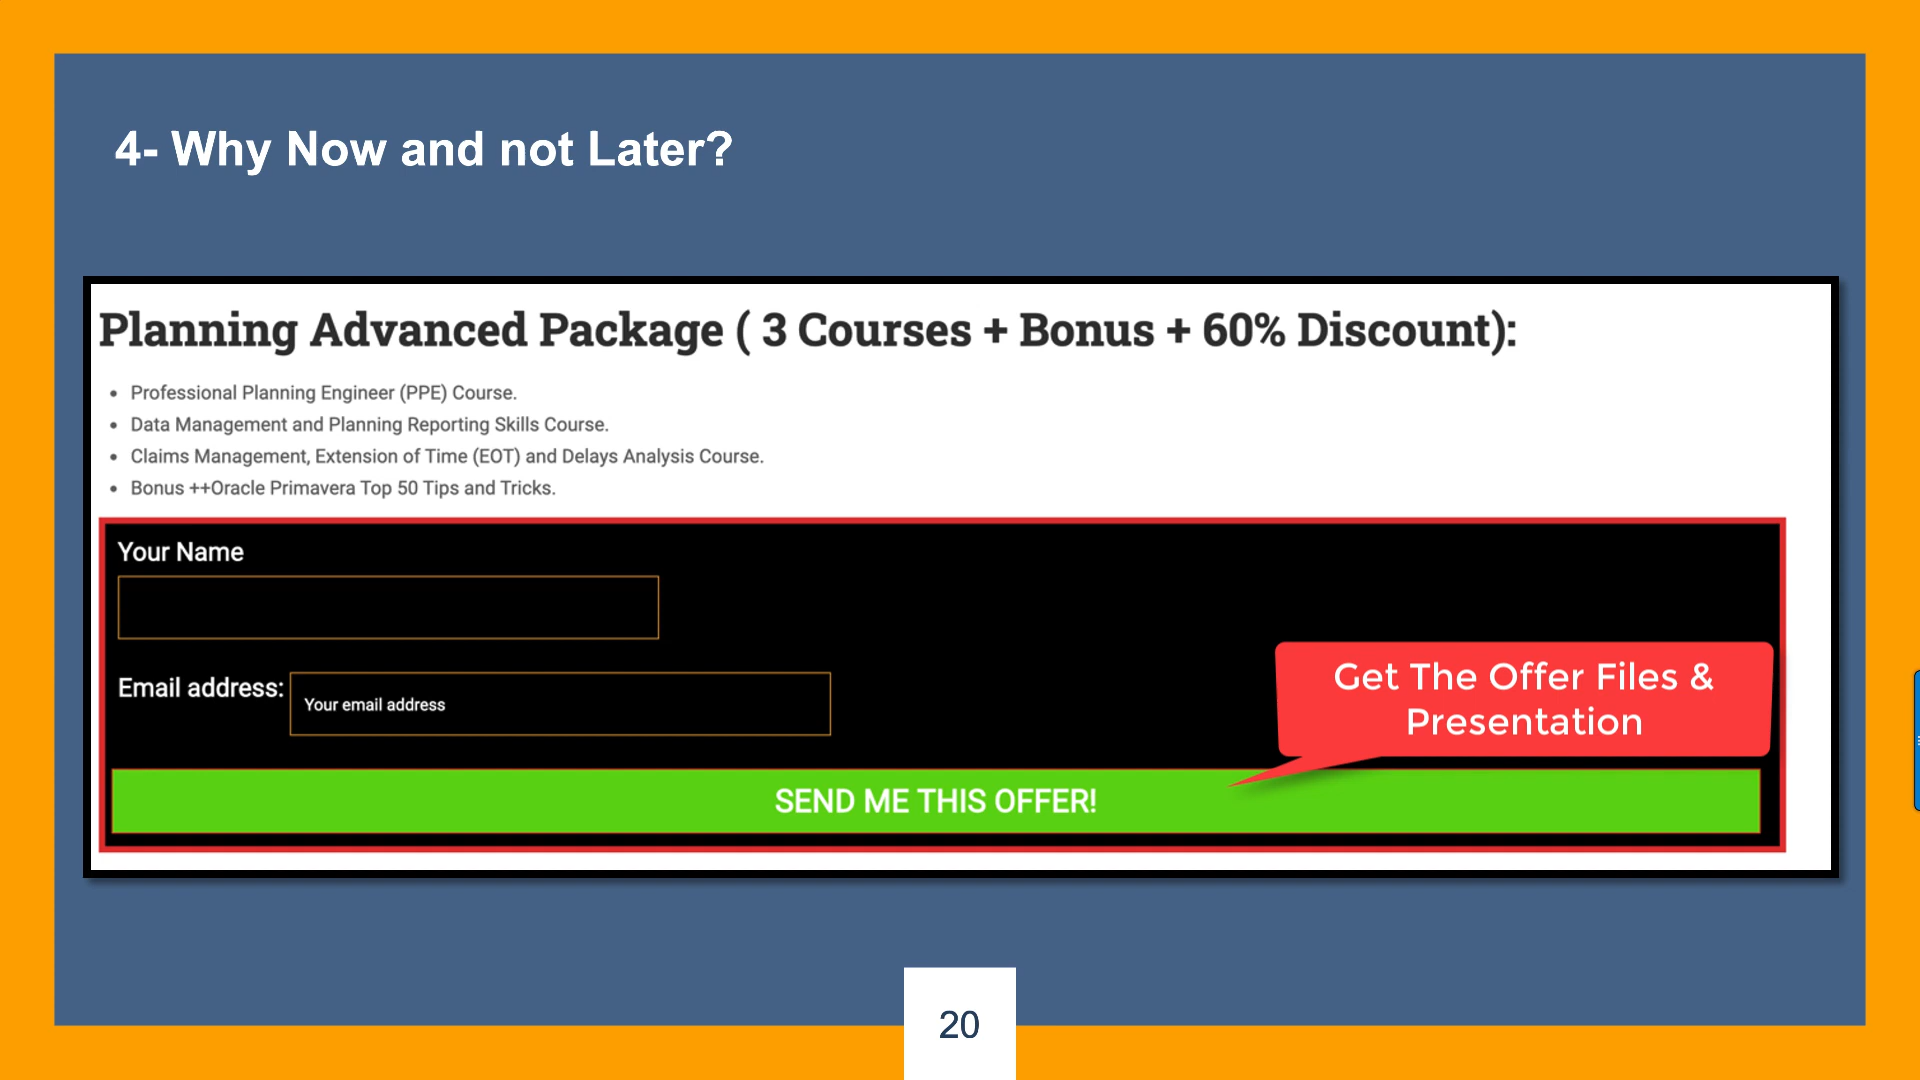 4- Why Now and not Later?
Planning Advanced Package ( 3 Courses + Bonus + 60% Discount):
• Professional Planning Engineer (PPE) Course.
• Data Management and Planning Reporting Skills Course.
• Claims Management, Extension of Time (EOT) and Delays Analysis Course.
• Bonus ++Oracle Primavera Top 50 Tips and Tricks.
Your Name
Email address:
Your email address
Get The Offer Files &
Presentation
SEND ME THIS OFFER!
20